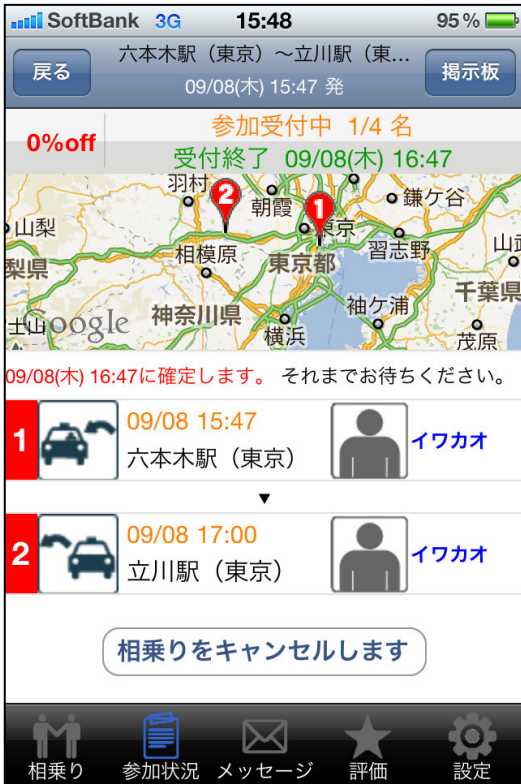 SoftBank 3G 15:48 95%
戻る
六本木駅（東京）～立川駅（東...
09/08(木) 15:47 発
掲示板
0%off
参加受付中 1/4 名
受付終了 09/08(木) 16:47
羽村
2
朝霞
1
東京
鎌ケ谷
山梨
相模原
東京都
習志野
梨県
袖ケ浦
千葉県
神奈川県
Google
横浜
茂原
09/08(木) 16:47に確定します。 それまでお待ちください。
1
09/08 15:47
六本木駅（東京）
イワカオ
▼
2
09/08 17:00
立川駅（東京）
イワカオ
相乗りをキャンセルします
相乗り 参加状況 メッセージ 評価 設定